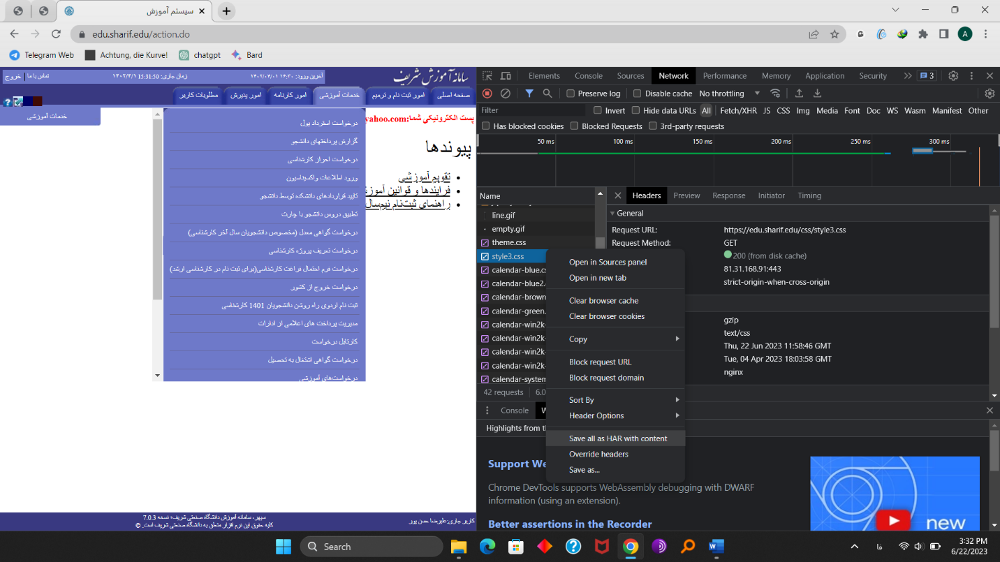 سیستم آموزش
edu.sharif.edu/action.do
A
Telegram Web
Achtung, die Kurve!
chatgpt
Bard
خروج
تماس با ما
زمان جاری: 15:31:50 ۱۴۰۲/۴/۱
آخرین ورود: ۱۶:۳۰ ۱۴۰۲/۰۴/۰۱
سامانه آموزش شریف
صفحه اصلی
امور ثبت نام و ترمیم
خدمات آموزشی
امور کارنامه
امور پذیرش
مطلوبات کاربر
خدمات آموزشی
پست الکترونیکی شما:yahoo.com
پیوندها
تقویم آموزشی
فرایندها و قوانین آموزش
راهنمای ثبت‌نام نیم‌سال
درخواست استرداد پول
گزارش پرداختهای دانشجو
درخواست احراز کارشناسی
ورود اطلاعات واکسیناسیون
تایید قراردادهای دانشکده توسط دانشجو
تطبیق دروس دانشجو با چارت
درخواست گواهی معدل (مخصوص دانشجویان سال آخر کارشناسی)
درخواست تعریف پروژه کارشناسی
درخواست فرم احتمال فراغت کارشناسی(برای ثبت نام در کارشناسی ارشد)
درخواست خروج از کشور
ثبت نام اردوی راه روشن دانشجویان 1401 کارشناسی
مدیریت پرداخت های اعلامی از ادارات
کارتابل درخواست
درخواست گواهی اشتغال به تحصیل
درخواست‌های آموزشی
سپهر، سامانه آموزش دانشگاه صنعتی شریف؛ نسخه 7.0.3
کلیه حقوق این نرم افزار متعلق به دانشگاه صنعتی شریف است. ©
کاربر جاری:علیرضا حسن پور
Elements Console Sources Network Performance Memory Application Security 3
Preserve log Disable cache No throttling
Filter Invert Hide data URLs All Fetch/XHR JS CSS Img Media Font Doc WS Wasm Manifest Other
Has blocked cookies Blocked Requests 3rd-party requests
50 ms 100 ms 150 ms 200 ms 250 ms 300 ms
Name
line.gif
empty.gif
theme.css
style3.css
calendar-blue.cs
calendar-blue2.
calendar-brown
calendar-green.
calendar-win2k-
calendar-win2k-
calendar-win2k-
calendar-win2k-
calendar-system
42 requests 6.0
Headers Preview Response Initiator Timing
General
Request URL: https://edu.sharif.edu/css/style3.css
Request Method: GET
200 (from disk cache)
81.31.168.91:443
strict-origin-when-cross-origin
gzip
text/css
Thu, 22 Jun 2023 11:58:46 GMT
Tue, 04 Apr 2023 18:03:58 GMT
nginx
Open in Sources panel
Open in new tab
Clear browser cache
Clear browser cookies
Copy
Block request URL
Block request domain
Sort By
Header Options
Save all as HAR with content
Override headers
Save as...
Console W
Highlights from th
Support We
Chrome DevTools supports WebAssembly debugging with DWARF
information (using an extension).
Better assertions in the Recorder
new
Search
فا
3:32 PM
6/22/2023